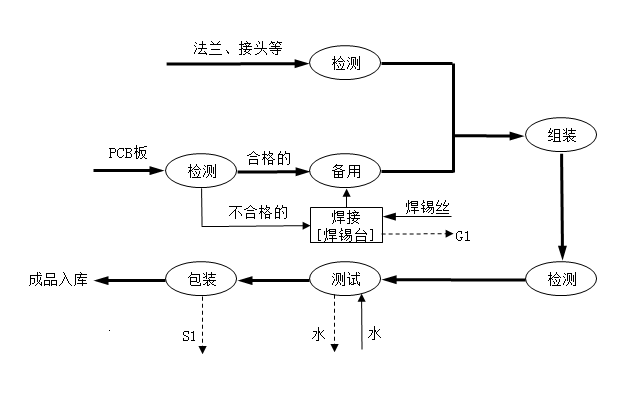 法兰、接头等
检测
组装
PCB板
检测
合格的
备用
不合格的
焊接
[焊锡台]
焊锡丝
G1
成品入库
包装
测试
检测
S1
水
水